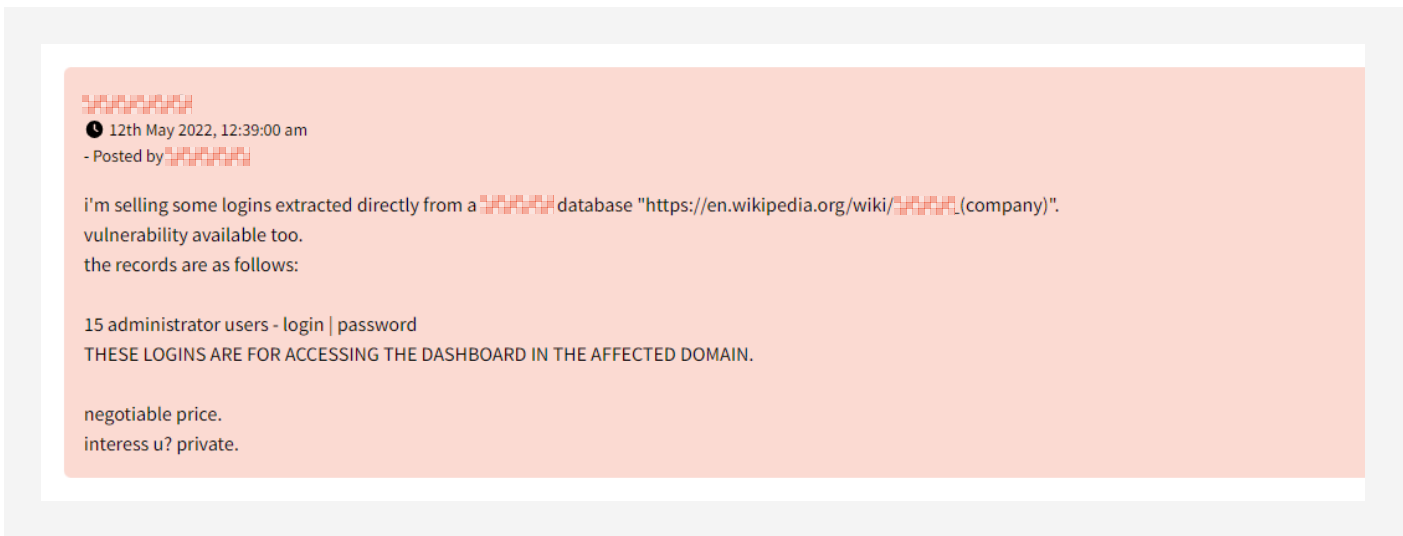 12th May 2022, 12:39:00 am
- Posted by
i'm selling some logins extracted directly from a database "https://en.wikipedia.org/wiki/ _(company)".
vulnerability available too.
the records are as follows:
15 administrator users - login | password
THESE LOGINS ARE FOR ACCESSING THE DASHBOARD IN THE AFFECTED DOMAIN.
negotiable price.
interess u? private.